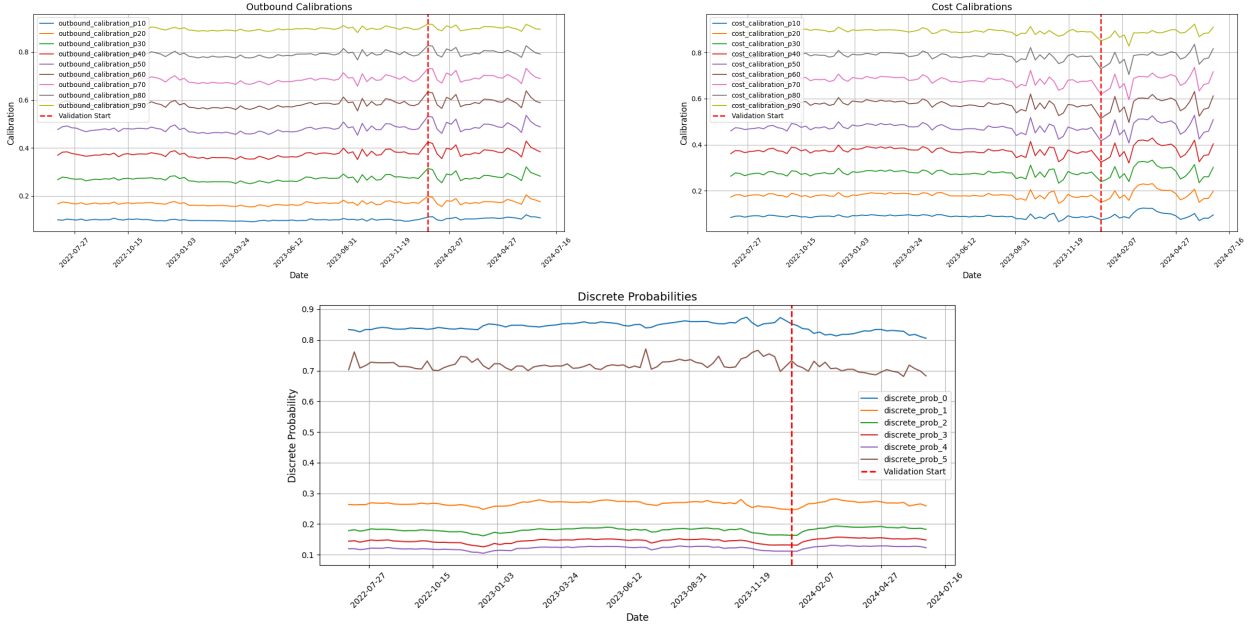 Outbound Calibrations
outbound_calibration_p10
outbound_calibration_p20
outbound_calibration_p30
outbound_calibration_p40
outbound_calibration_p50
outbound_calibration_p60
outbound_calibration_p70
outbound_calibration_p80
outbound_calibration_p90
Validation Start
Calibration
0.8
0.6
0.4
0.2
2022-07-27
2022-10-15
2023-01-03
2023-03-24
2023-06-12
2023-08-31
2023-11-19
2024-02-07
2024-04-27
2024-07-16
Date
Cost Calibrations
cost_calibration_p10
cost_calibration_p20
cost_calibration_p30
cost_calibration_p40
cost_calibration_p50
cost_calibration_p60
cost_calibration_p70
cost_calibration_p80
cost_calibration_p90
Validation Start
Calibration
0.8
0.6
0.4
0.2
2022-07-27
2022-10-15
2023-01-03
2023-03-24
2023-06-12
2023-08-31
2023-11-19
2024-02-07
2024-04-27
2024-07-16
Date
Discrete Probabilities
Discrete Probability
0.9
0.8
0.7
0.6
0.5
0.4
0.3
0.2
0.1
discrete_prob_0
discrete_prob_1
discrete_prob_2
discrete_prob_3
discrete_prob_4
discrete_prob_5
Validation Start
2022-07-27
2022-10-15
2023-01-03
2023-03-24
2023-06-12
2023-08-31
2023-11-19
2024-02-07
2024-04-27
2024-07-16
Date